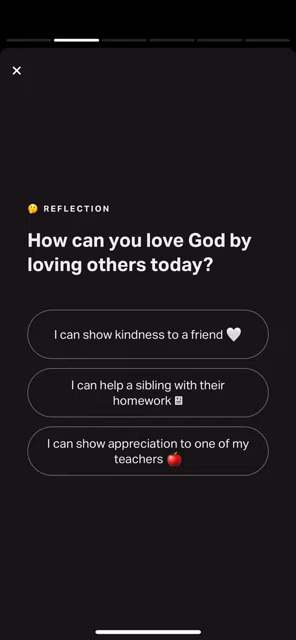 🤔 REFLECTION
How can you love God by
loving others today?
I can show kindness to a friend 🤍
I can help a sibling with their
homework
I can show appreciation to one of my
teachers 🍎